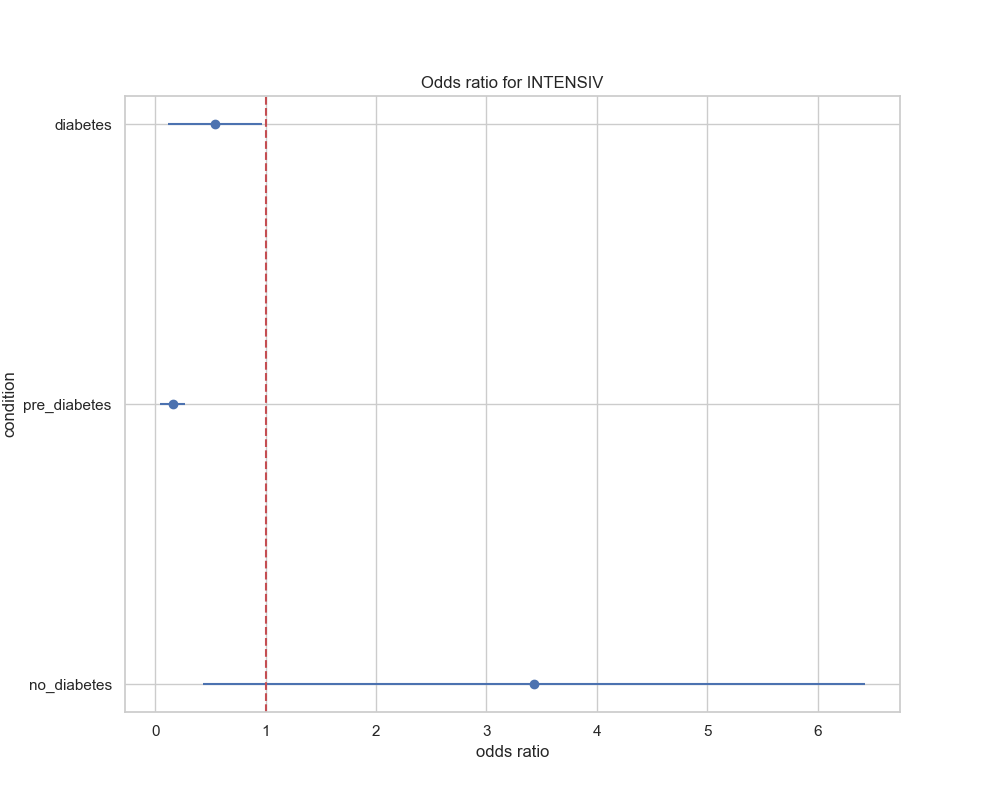 Odds ratio for INTENSIV
diabetes
pre_diabetes
no_diabetes
condition
0 1 2 3 4 5 6
odds ratio